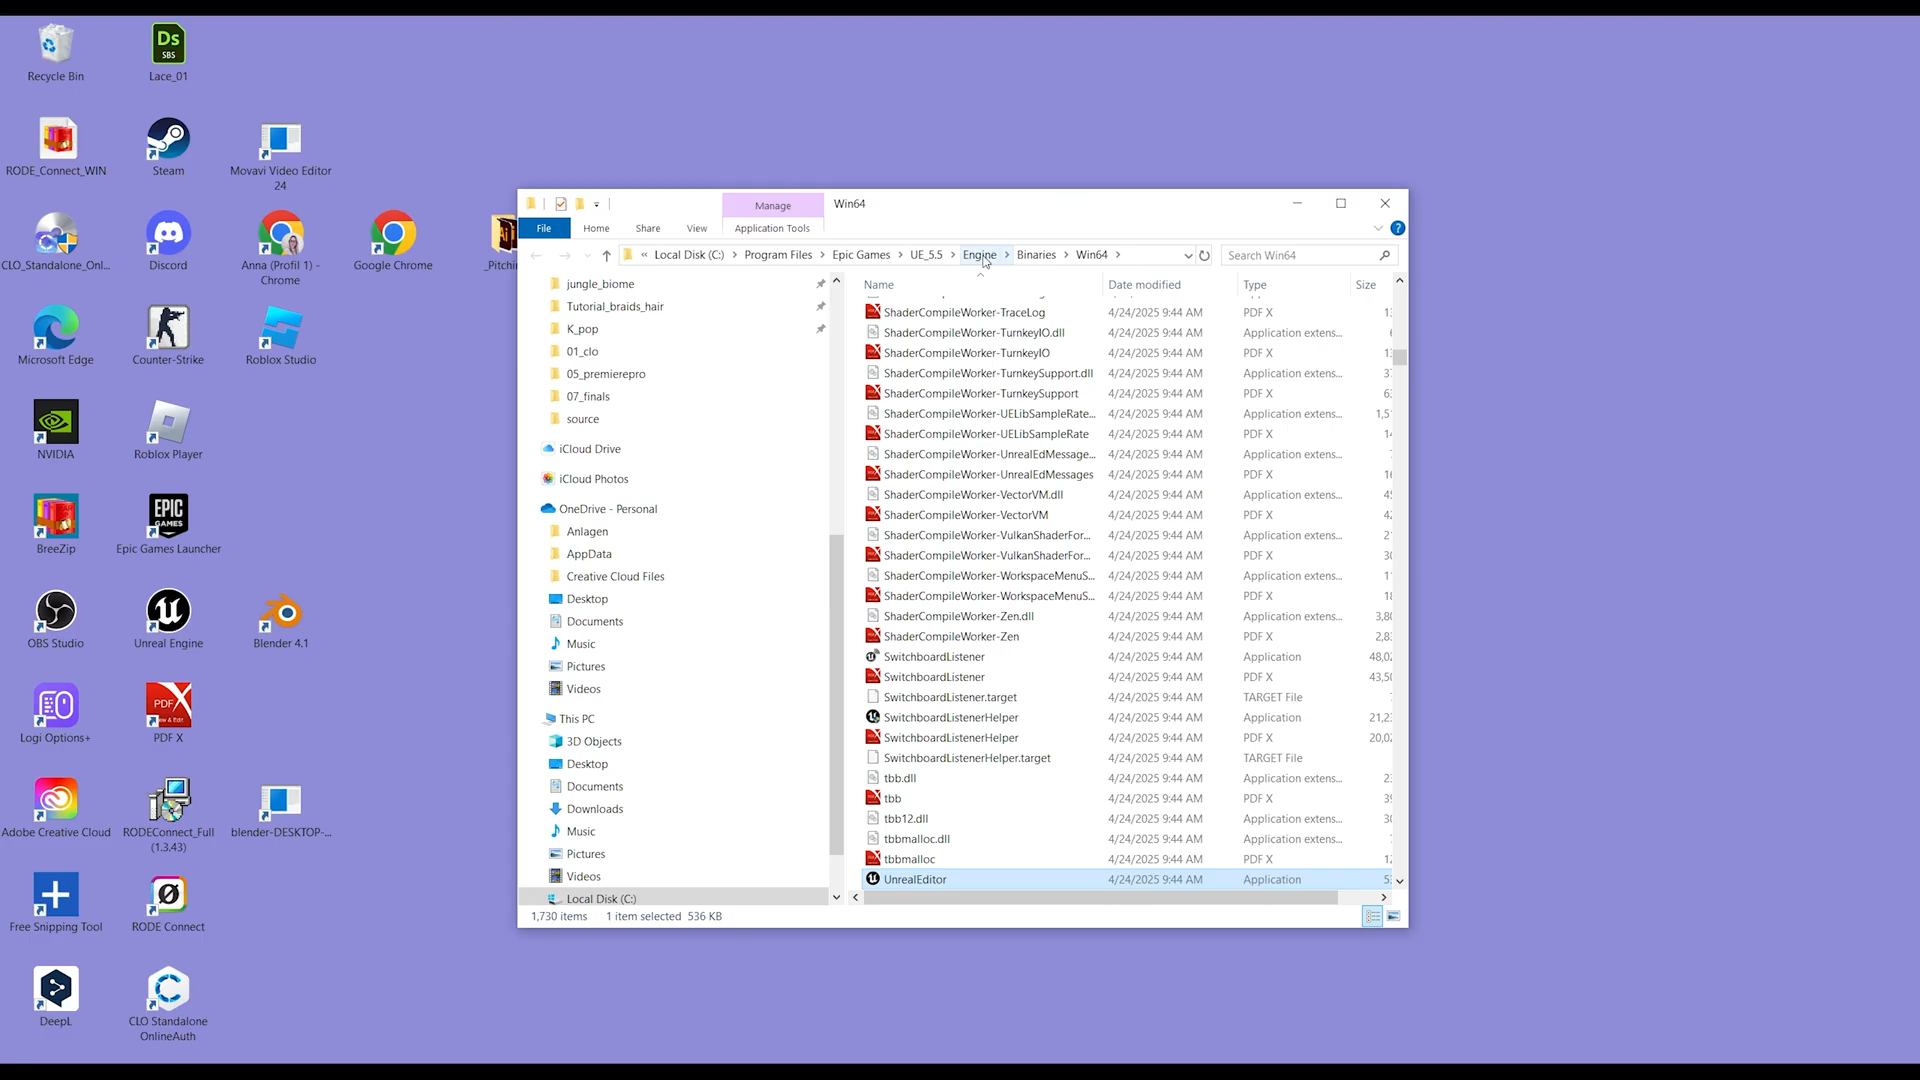 Recycle Bin
Ds
SBS
Lace_01
RODE_Connect_WIN
Steam
Movavi Video Editor
24
CLO_Standalone_Onl...
Discord
Anna (Profil 1) -
Chrome
Google Chrome
Ai
_Pitchin
Microsoft Edge
Counter-Strike
Roblox Studio
NVIDIA
Roblox Player
BreeZip
EPIC
GAMES
Epic Games Launcher
OBS Studio
Unreal Engine
Blender 4.1
Logi Options+
PDF X
Adobe Creative Cloud
RODEConnect_Full
(1.3.43)
blender-DESKTOP-...
Free Snipping Tool
RODE Connect
DeepL
CLO Standalone
OnlineAuth
Manage
Win64
File
Home
Share
View
Application Tools
« Local Disk (C:) > Program Files > Epic Games > UE_5.5 > Engine > Binaries > Win64 >
Search Win64
jungle_biome
Tutorial_braids_hair
K_pop
01_clo
05_premierepro
07_finals
source
iCloud Drive
iCloud Photos
OneDrive - Personal
Anlagen
AppData
Creative Cloud Files
Desktop
Documents
Music
Pictures
Videos
This PC
3D Objects
Desktop
Documents
Downloads
Music
Pictures
Videos
Local Disk (C:)
Name Date modified Type Size
ShaderCompileWorker-TraceLog 4/24/2025 9:44 AM PDF X
ShaderCompileWorker-TurnkeyIO.dll 4/24/2025 9:44 AM Application extens...
ShaderCompileWorker-TurnkeyIO 4/24/2025 9:44 AM PDF X
ShaderCompileWorker-TurnkeySupport.dll 4/24/2025 9:44 AM Application extens...
ShaderCompileWorker-TurnkeySupport 4/24/2025 9:44 AM PDF X
ShaderCompileWorker-UELibSampleRate... 4/24/2025 9:44 AM Application extens...
ShaderCompileWorker-UELibSampleRate 4/24/2025 9:44 AM PDF X
ShaderCompileWorker-UnrealEdMessage... 4/24/2025 9:44 AM Application extens...
ShaderCompileWorker-UnrealEdMessages 4/24/2025 9:44 AM PDF X
ShaderCompileWorker-VectorVM.dll 4/24/2025 9:44 AM Application extens...
ShaderCompileWorker-VectorVM 4/24/2025 9:44 AM PDF X
ShaderCompileWorker-VulkanShaderFor... 4/24/2025 9:44 AM Application extens...
ShaderCompileWorker-VulkanShaderFor... 4/24/2025 9:44 AM PDF X
ShaderCompileWorker-WorkspaceMenuS... 4/24/2025 9:44 AM Application extens...
ShaderCompileWorker-WorkspaceMenuS... 4/24/2025 9:44 AM PDF X
ShaderCompileWorker-Zen.dll 4/24/2025 9:44 AM Application extens...
ShaderCompileWorker-Zen 4/24/2025 9:44 AM PDF X
SwitchboardListener 4/24/2025 9:44 AM Application
SwitchboardListener 4/24/2025 9:44 AM PDF X
SwitchboardListener.target 4/24/2025 9:44 AM TARGET File
SwitchboardListenerHelper 4/24/2025 9:44 AM Application
SwitchboardListenerHelper 4/24/2025 9:44 AM PDF X
SwitchboardListenerHelper.target 4/24/2025 9:44 AM TARGET File
tbb.dll 4/24/2025 9:44 AM Application extens...
tbb 4/24/2025 9:44 AM PDF X
tbb12.dll 4/24/2025 9:44 AM Application extens...
tbbmalloc.dll 4/24/2025 9:44 AM Application extens...
tbbmalloc 4/24/2025 9:44 AM PDF X
UnrealEditor 4/24/2025 9:44 AM Application
1,730 items 1 item selected 536 KB